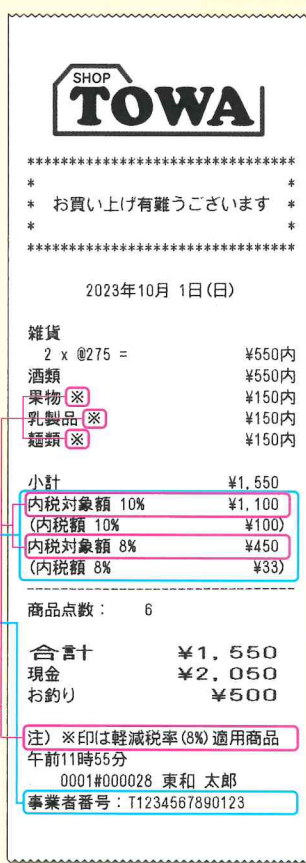 SHOP
TOWA
********************************
* *
* お買い上げ有難うございます *
* *
********************************
2023年10月 1日(日)
雑貨
2 x @275 = ¥550内
酒類 ¥550内
果物 ※ ¥150内
乳製品 ※ ¥150内
麺類 ※ ¥150内
小計 ¥1,550
内税対象額 10% ¥1,100
(内税額 10% ¥100)
内税対象額 8% ¥450
(内税額 8% ¥33)
--------------------------------
商品点数: 6
合計 ¥1,550
現金 ¥2,050
お釣り ¥500
注) ※印は軽減税率(8%)適用商品
午前11時55分
0001#000028 東和 太郎
事業者番号:T1234567890123